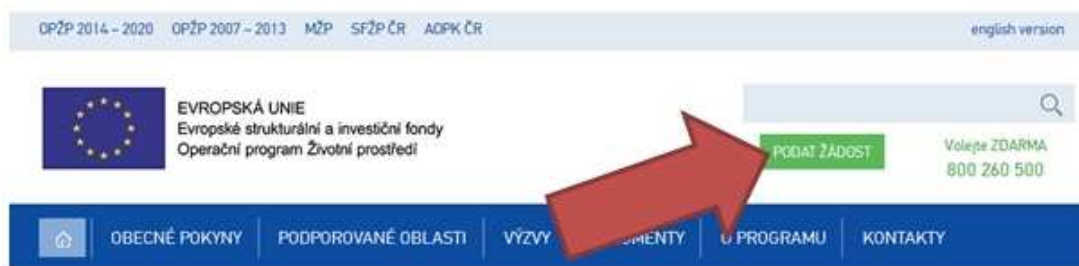 OPŽP 2014 – 2020 OPŽP 2007 – 2013 MŽP SFŽP ČR AOPK ČR english version
EVROPSKÁ UNIE
Evropské strukturální a investiční fondy
Operační program Životní prostředí
PODAT ŽÁDOST
Volejte ZDARMA
800 260 500
OBECNÉ POKYNY PODPOROVANÉ OBLASTI VÝZVY O PROGRAMU KONTAKTY